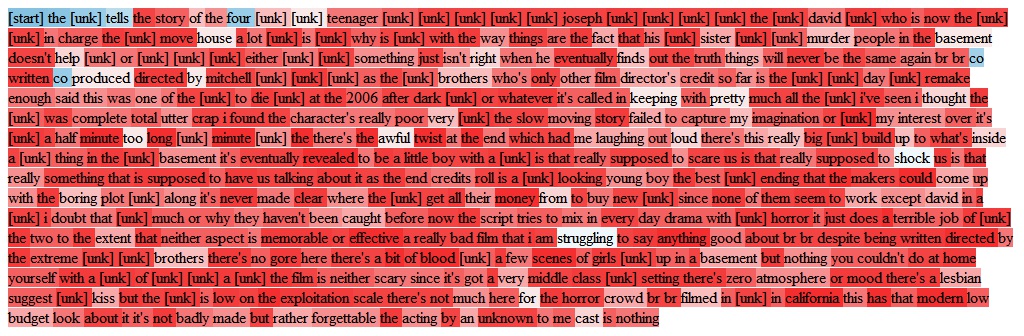 [start] the [unk] tells the story of the four [unk] [unk] teenager [unk] [unk] [unk] [unk] joseph [unk] [unk] [unk] [unk] the [unk] david [unk] who is now the [unk]
[unk] in charge the [unk] move house a lot [unk] is [unk] why is [unk] with the way things are the fact that his [unk] sister [unk] [unk] murder people in the basement
doesn't help [unk] or [unk] [unk] [unk] either [unk] [unk] something just isn't right when he eventually finds out the truth things will never be the same again br br co
written co produced directed by mitchell [unk] [unk] [unk] as the [unk] brothers who's only other film director's credit so far is the [unk] [unk] day [unk] remake
enough said this was one of the [unk] to die [unk] at the 2006 after dark [unk] or whatever it's called in keeping with pretty much all the [unk] i've seen i thought the
[unk] was complete total utter crap i found the character's really poor very [unk] the slow moving story failed to capture my imagination or [unk] my interest over it's
[unk] a half minute too long [unk] minute [unk] the there's the awful twist at the end which had me laughing out loud there's this really big [unk] build up to what's inside
a [unk] thing in the [unk] basement it's eventually revealed to be a little boy with a [unk] is that really supposed to scare us is that really supposed to shock us is that
really something that is supposed to have us talking about it as the end credits roll is a [unk] looking young boy the best [unk] ending that the makers could come up
with the boring plot [unk] along it's never made clear where the [unk] get all their money from to buy new [unk] since none of them seem to work except david in a
[unk] i doubt that [unk] much or why they haven't been caught before now the script tries to mix in every day drama with [unk] horror it just does a terrible job of [unk]
the two to the extent that neither aspect is memorable or effective a really bad film that i am struggling to say anything good about br br despite being written directed by
the extreme [unk] [unk] brothers there's no gore here there's a bit of blood [unk] a few scenes of girls [unk] up in a basement but nothing you couldn't do at home
yourself with a [unk] of [unk] [unk] a [unk] the film is neither scary since it's got a very middle class [unk] setting there's zero atmosphere or mood there's a lesbian
suggest [unk] kiss but the [unk] is low on the exploitation scale there's not much here for the horror crowd br br filmed in [unk] in california this has that modern low
budget look about it it's not badly made but rather forgettable the acting by an unknown to me cast is nothing